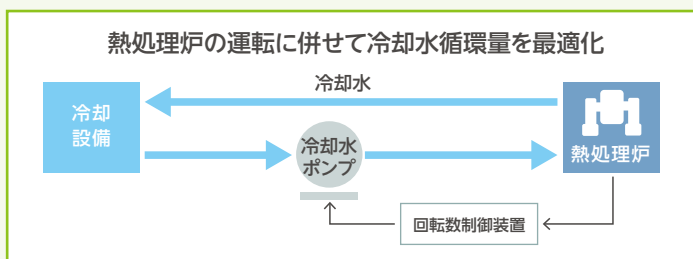 熱処理炉の運転に併せて冷却水循環量を最適化
冷却水
冷却
設備
冷却水
ポンプ
熱処理炉
回転数制御装置